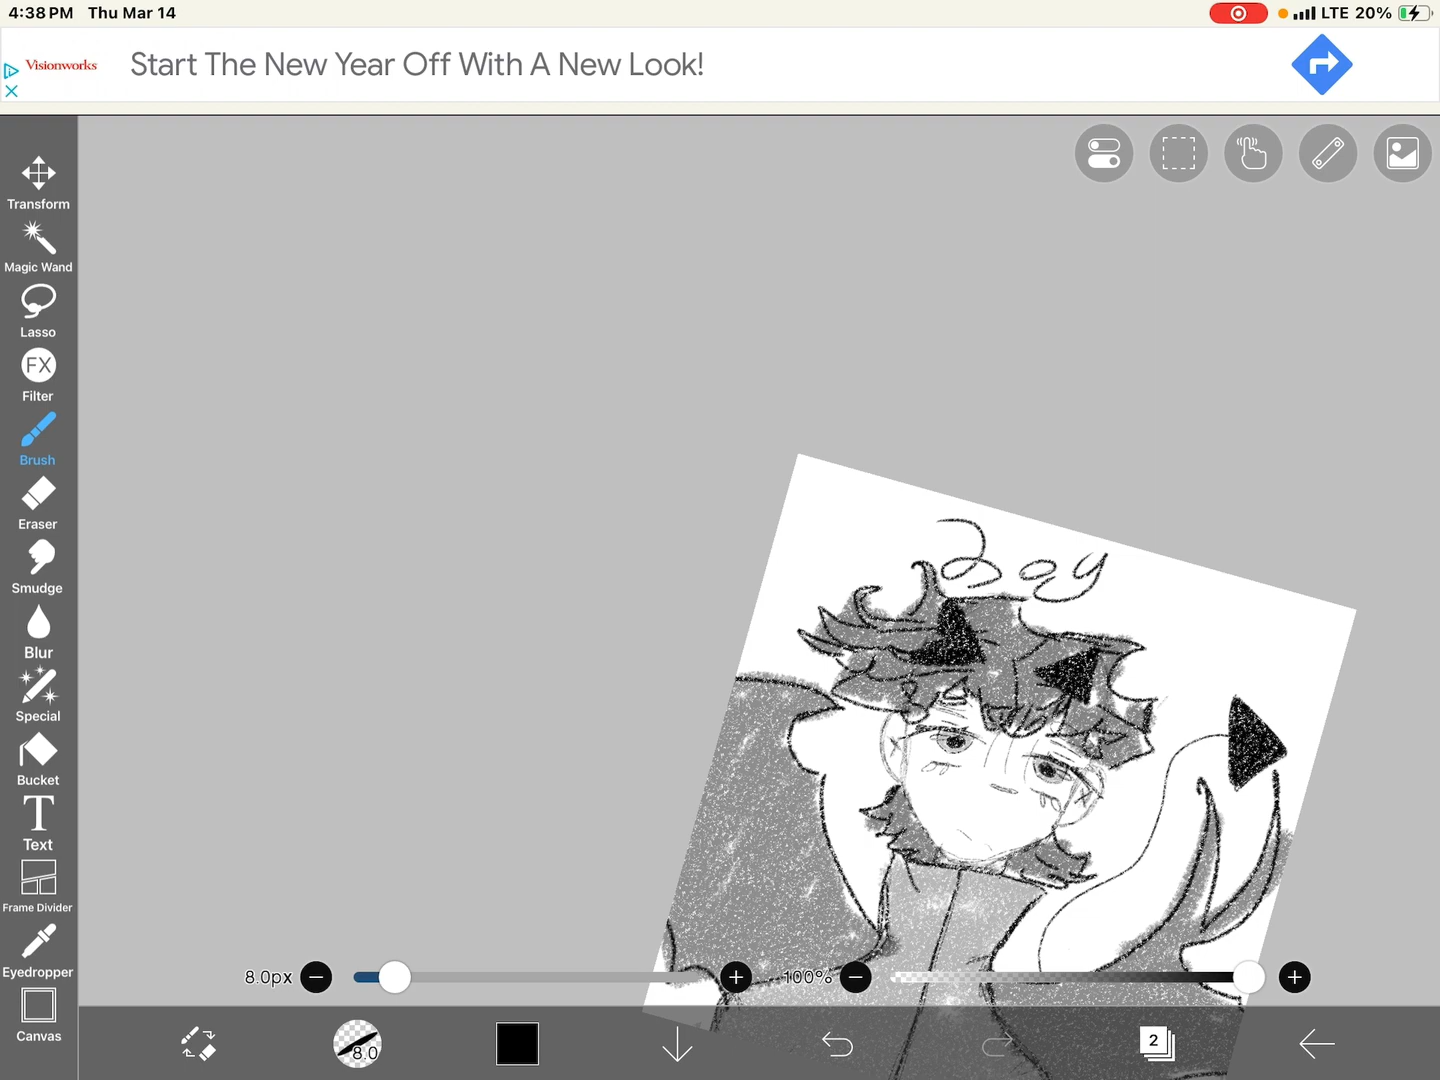 4:38 PM Thu Mar 14
LTE 20%
Visionworks
Start The New Year Off With A New Look!
Transform
Magic Wand
Lasso
FX
Filter
Brush
Eraser
Smudge
Blur
Special
Bucket
T
Text
Frame Divider
Eyedropper
Canvas
8.0px
100%
8.0
2